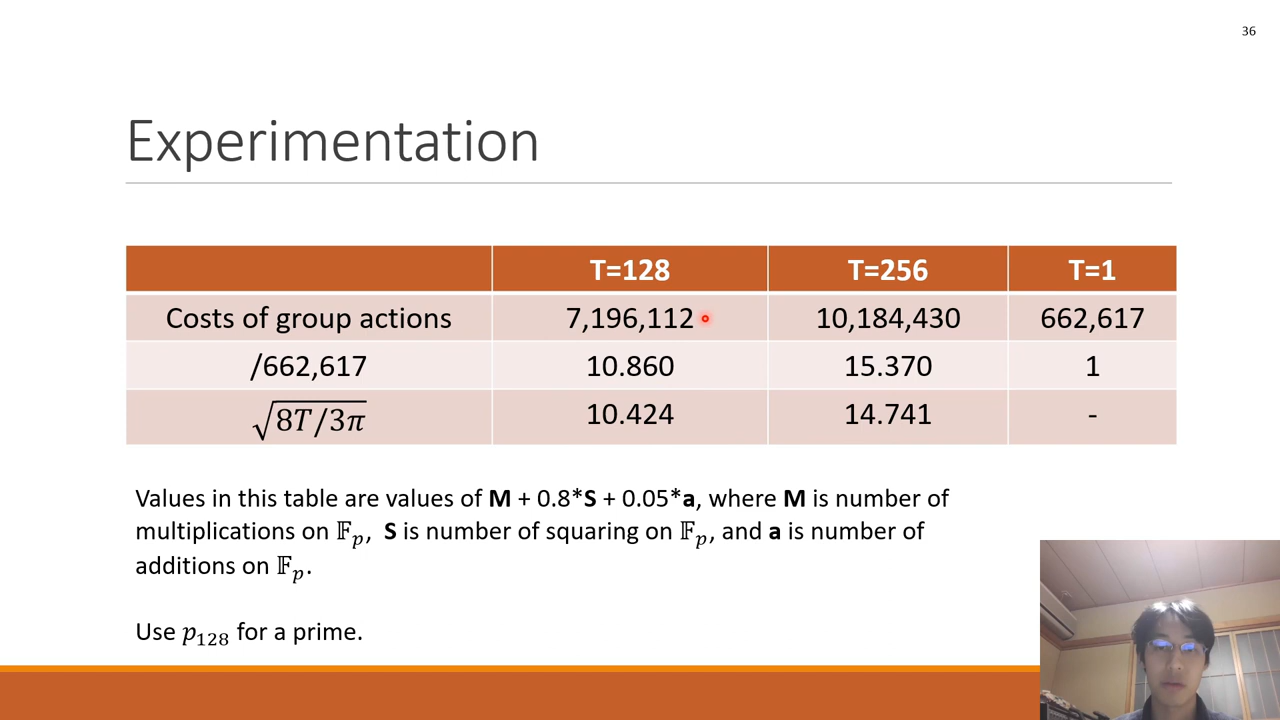 36
Experimentation
T=128 T=256 T=1
Costs of group actions 7,196,112 10,184,430 662,617
/662,617 10.860 15.370 1
√8T/3π 10.424 14.741 -
Values in this table are values of M + 0.8*S + 0.05*a, where M is number of
multiplications on 𝔽p, S is number of squaring on 𝔽p, and a is number of
additions on 𝔽p.
Use p128 for a prime.